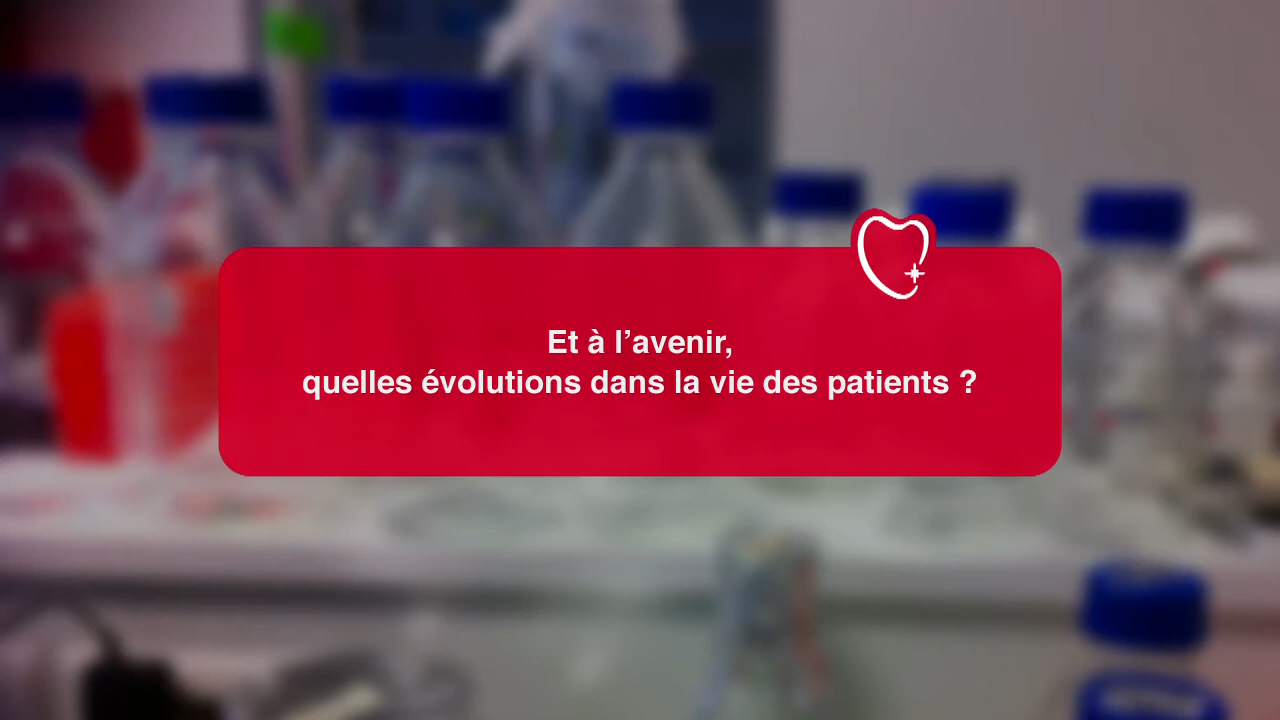 Et à l’avenir,
quelles évolutions dans la vie des patients ?